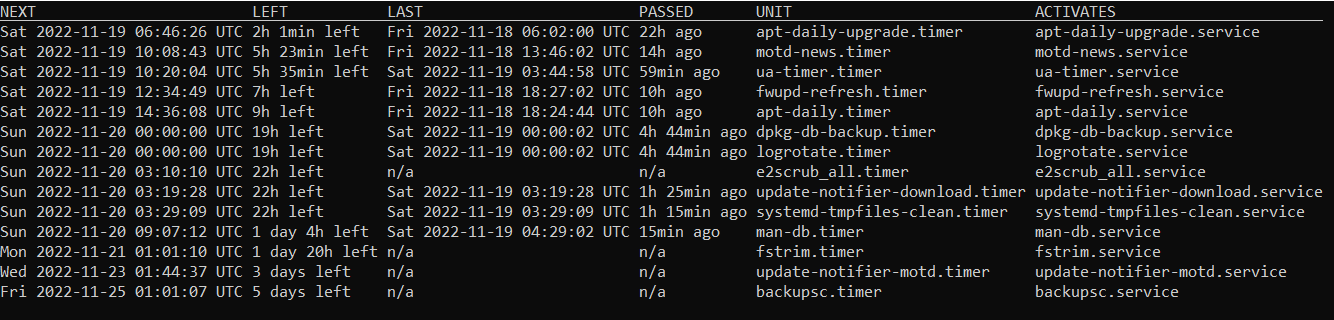 NEXT LEFT LAST PASSED UNIT ACTIVATES
Sat 2022-11-19 06:46:26 UTC 2h 1min left Fri 2022-11-18 06:02:00 UTC 22h ago apt-daily-upgrade.timer apt-daily-upgrade.service
Sat 2022-11-19 10:08:43 UTC 5h 23min left Fri 2022-11-18 13:46:02 UTC 14h ago motd-news.timer motd-news.service
Sat 2022-11-19 10:20:04 UTC 5h 35min left Sat 2022-11-19 03:44:58 UTC 59min ago ua-timer.timer ua-timer.service
Sat 2022-11-19 12:34:49 UTC 7h left Fri 2022-11-18 18:27:02 UTC 10h ago fwupd-refresh.timer fwupd-refresh.service
Sat 2022-11-19 14:36:08 UTC 9h left Fri 2022-11-18 18:24:44 UTC 10h ago apt-daily.timer apt-daily.service
Sun 2022-11-20 00:00:00 UTC 19h left Sat 2022-11-19 00:00:02 UTC 4h 44min ago dpkg-db-backup.timer dpkg-db-backup.service
Sun 2022-11-20 00:00:00 UTC 19h left Sat 2022-11-19 00:00:02 UTC 4h 44min ago logrotate.timer logrotate.service
Sun 2022-11-20 03:10:10 UTC 22h left n/a n/a e2scrub_all.timer e2scrub_all.service
Sun 2022-11-20 03:19:28 UTC 22h left Sat 2022-11-19 03:19:28 UTC 1h 25min ago update-notifier-download.timer update-notifier-download.service
Sun 2022-11-20 03:29:09 UTC 22h left Sat 2022-11-19 03:29:09 UTC 1h 15min ago systemd-tmpfiles-clean.timer systemd-tmpfiles-clean.service
Sun 2022-11-20 09:07:12 UTC 1 day 4h left Sat 2022-11-19 04:29:02 UTC 15min ago man-db.timer man-db.service
Mon 2022-11-21 01:01:10 UTC 1 day 20h left n/a n/a fstrim.timer fstrim.service
Wed 2022-11-23 01:44:37 UTC 3 days left n/a n/a update-notifier-motd.timer update-notifier-motd.service
Fri 2022-11-25 01:01:07 UTC 5 days left n/a n/a backupsc.timer backupsc.service